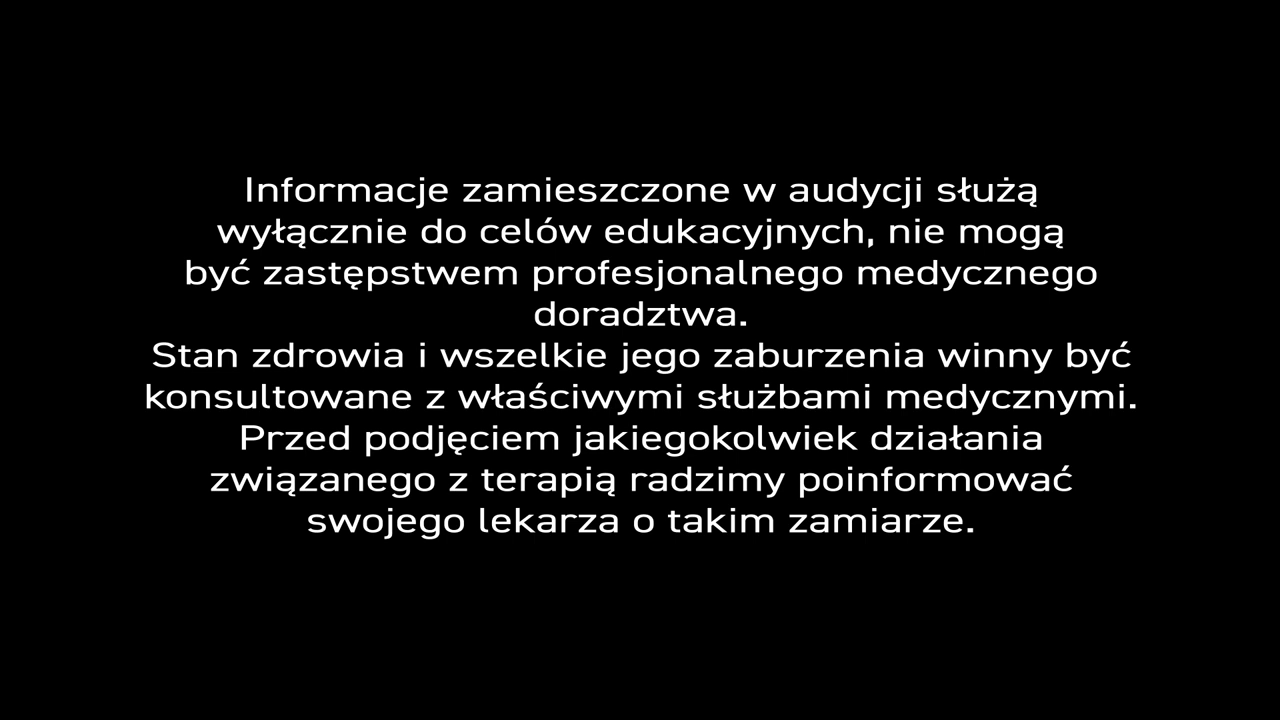 Informacje zamieszczone w audycji służą
wyłącznie do celów edukacyjnych, nie mogą
być zastępstwem profesjonalnego medycznego
doradztwa.
Stan zdrowia i wszelkie jego zaburzenia winny być
konsultowane z właściwymi służbami medycznymi.
Przed podjęciem jakiegokolwiek działania
związanego z terapią radzimy poinformować
swojego lekarza o takim zamiarze.